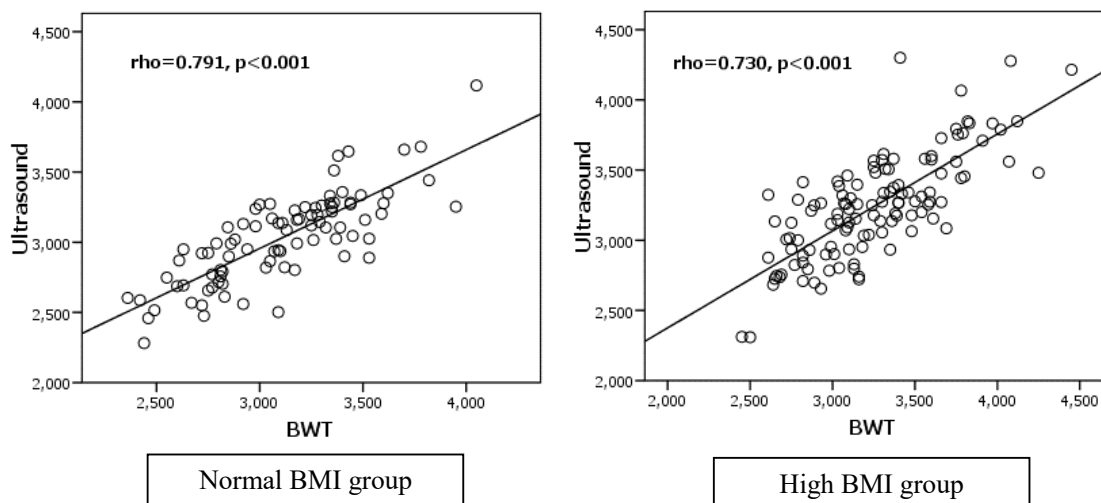 4,500
rho=0.791, p<0.001
4,000
Ultrasound
3,500
3,000
2,500
2,000
2,500 3,000 3,500 4,000
BWT
Normal BMI group
4,500
rho=0.730, p<0.001
4,000
Ultrasound
3,500
3,000
2,500
2,000
2,000 2,500 3,000 3,500 4,000 4,500
BWT
High BMI group